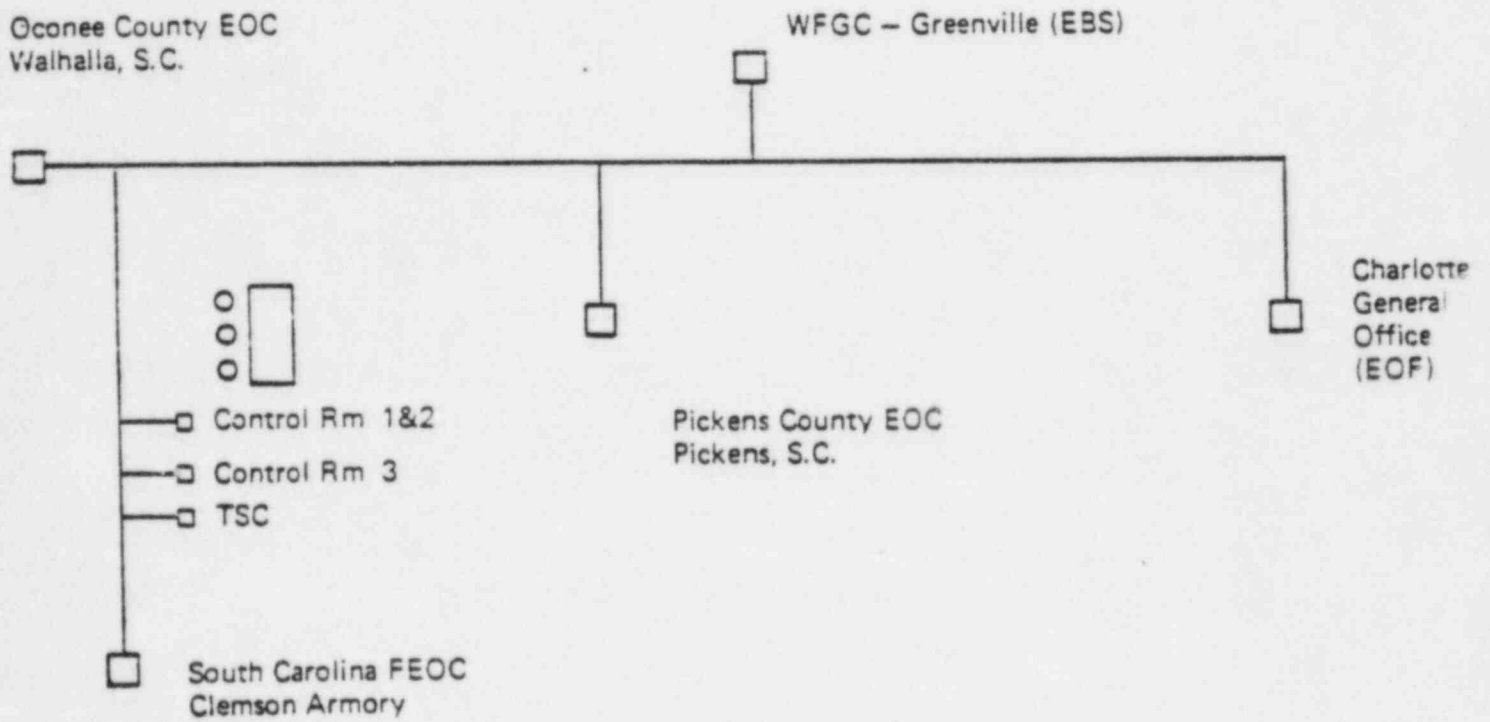 Oconee County EOC
Walhalla, S.C.
WFGC – Greenville (EBS)
Charlotte
General
Office
(EOF)
Control Rm 1&2
Control Rm 3
TSC
Pickens County EOC
Pickens, S.C.
South Carolina FEOC
Clemson Armory